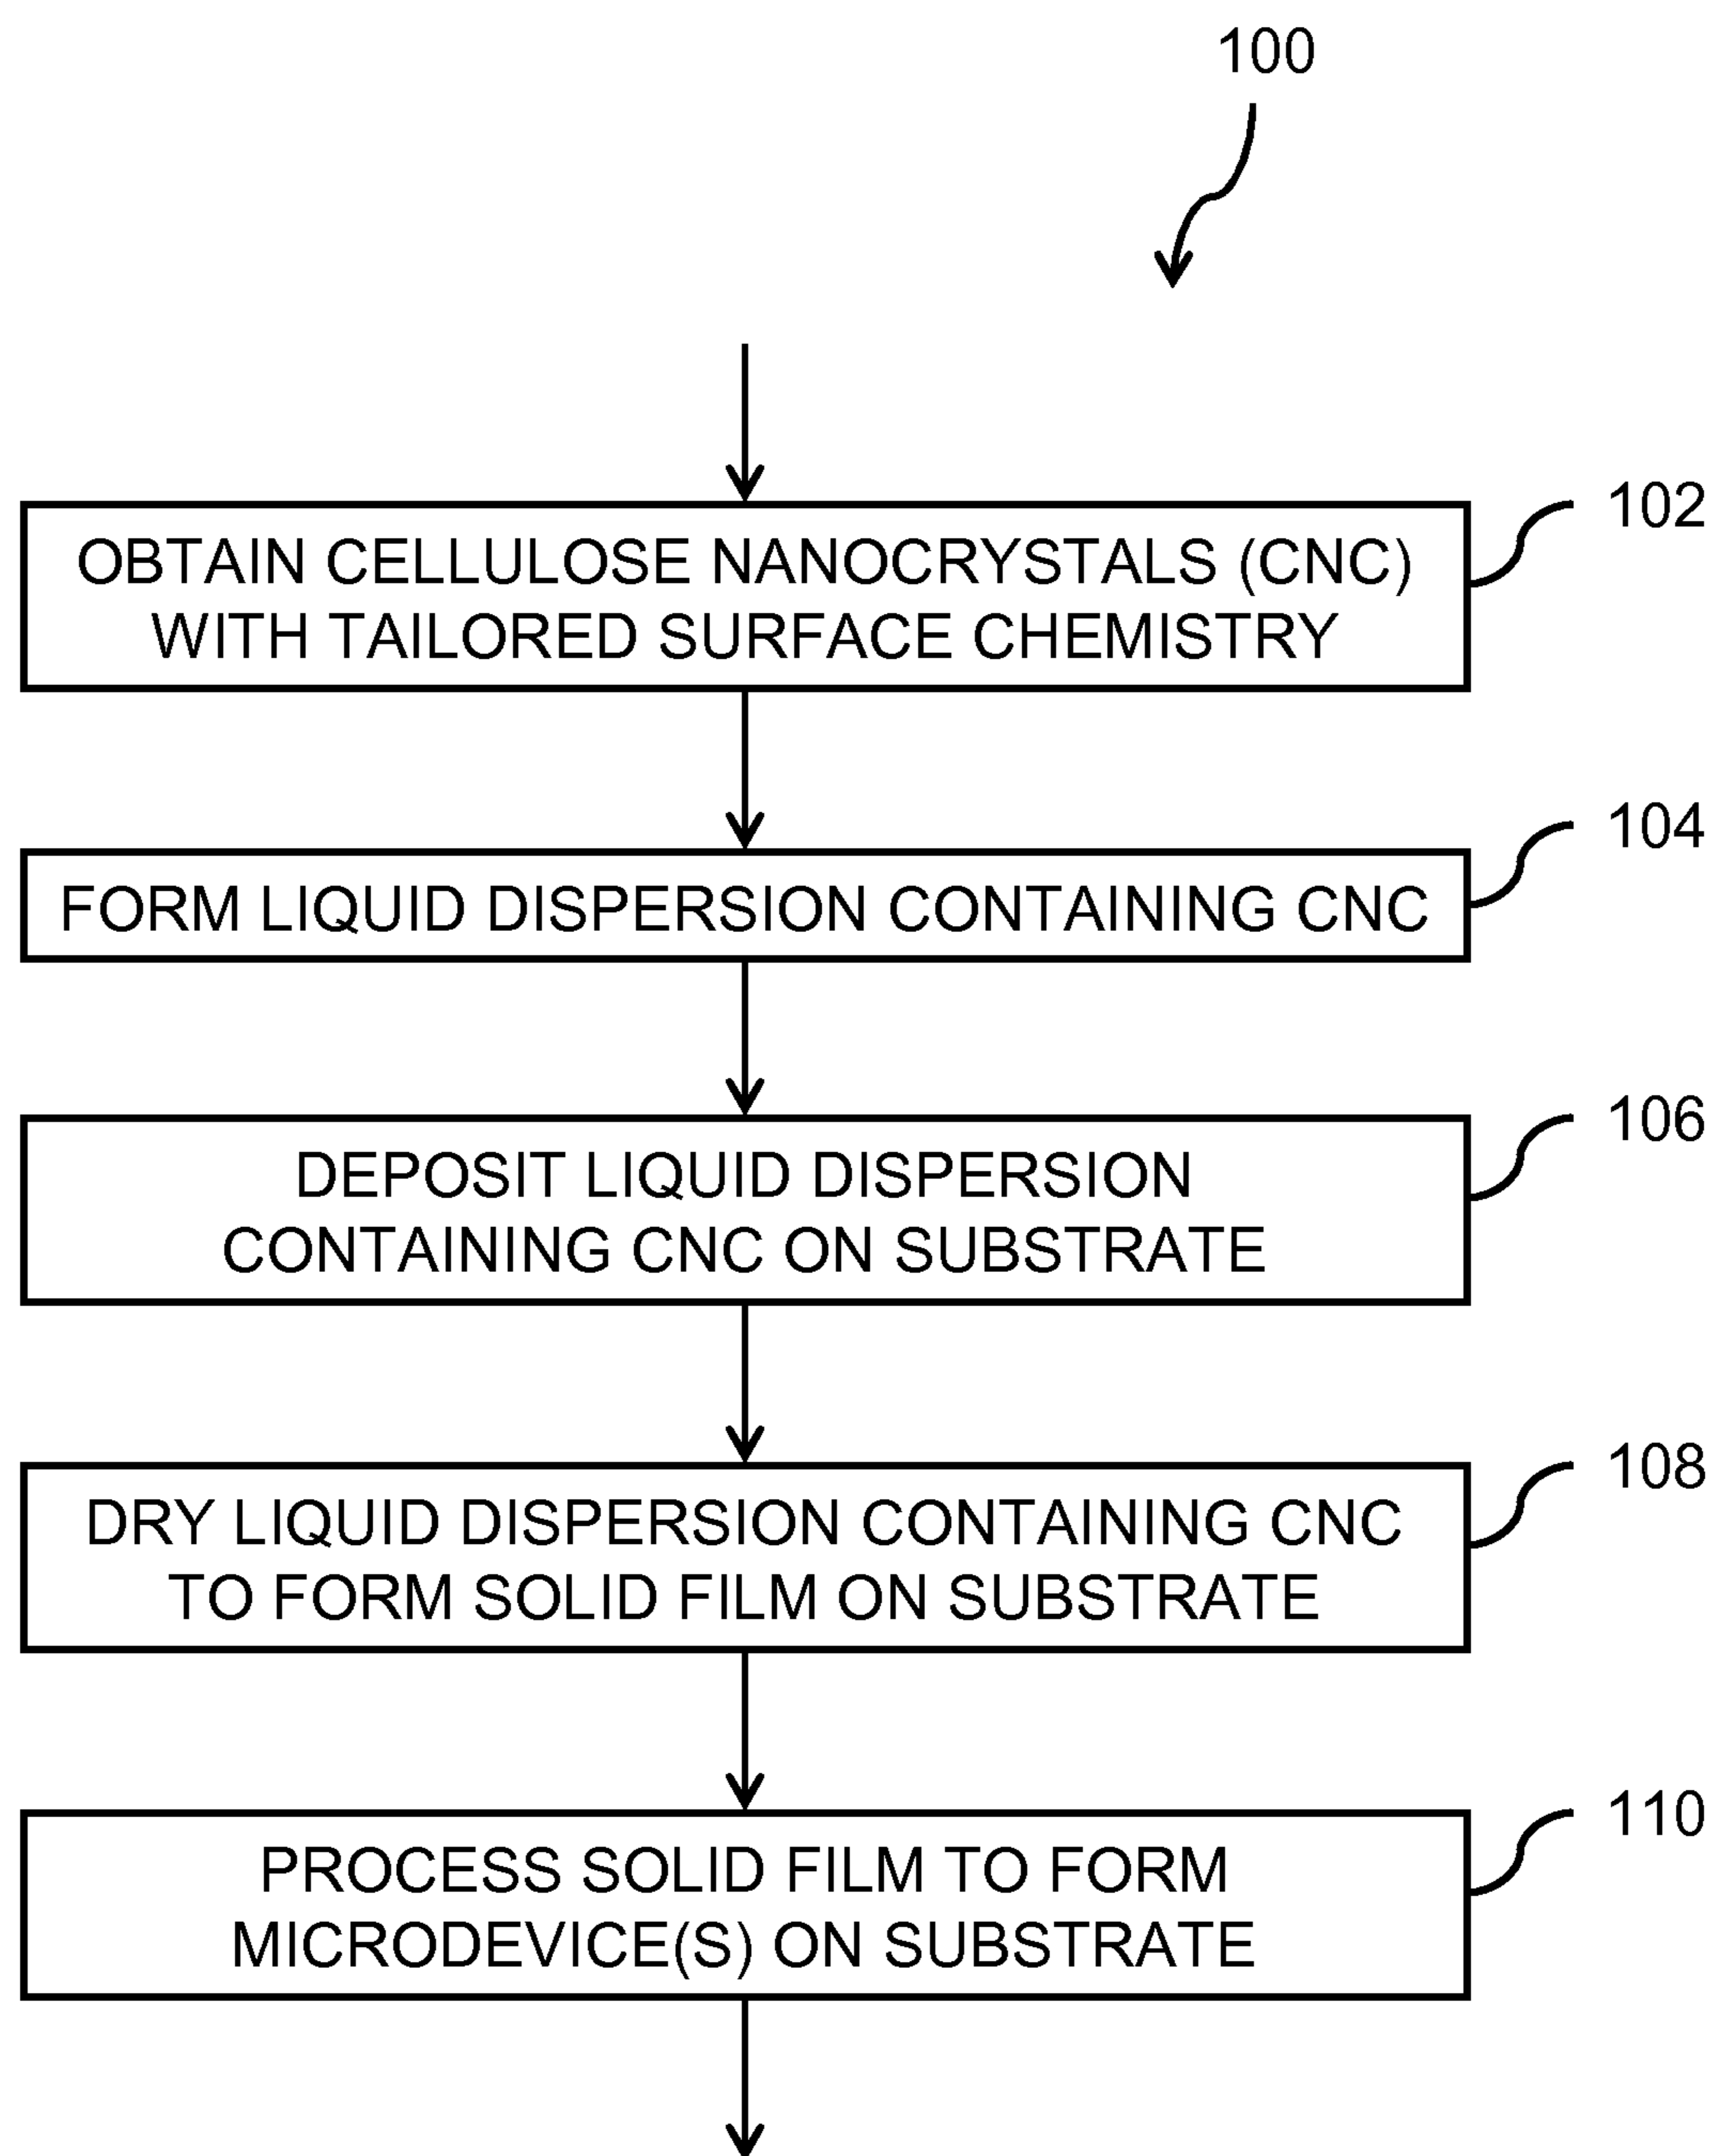 100
OBTAIN CELLULOSE NANOCRYSTALS (CNC)
WITH TAILORED SURFACE CHEMISTRY
102
FORM LIQUID DISPERSION CONTAINING CNC
104
DEPOSIT LIQUID DISPERSION
CONTAINING CNC ON SUBSTRATE
106
DRY LIQUID DISPERSION CONTAINING CNC
TO FORM SOLID FILM ON SUBSTRATE
108
PROCESS SOLID FILM TO FORM
MICRODEVICE(S) ON SUBSTRATE
110